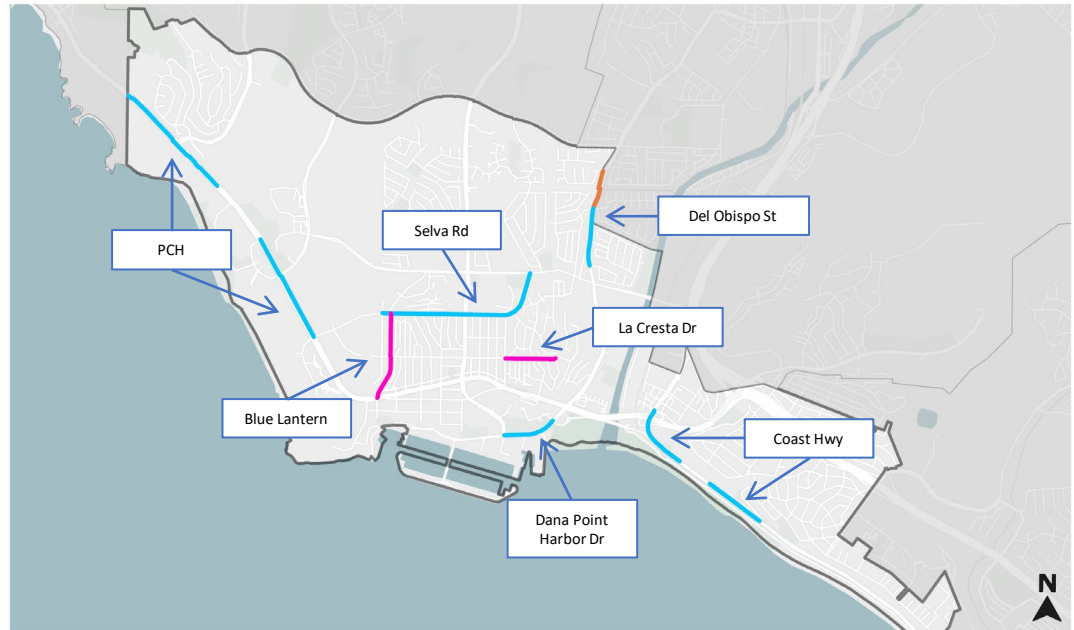 Del Obispo St
Selva Rd
PCH
La Cresta Dr
Blue Lantern
Coast Hwy
Dana Point
Harbor Dr
N